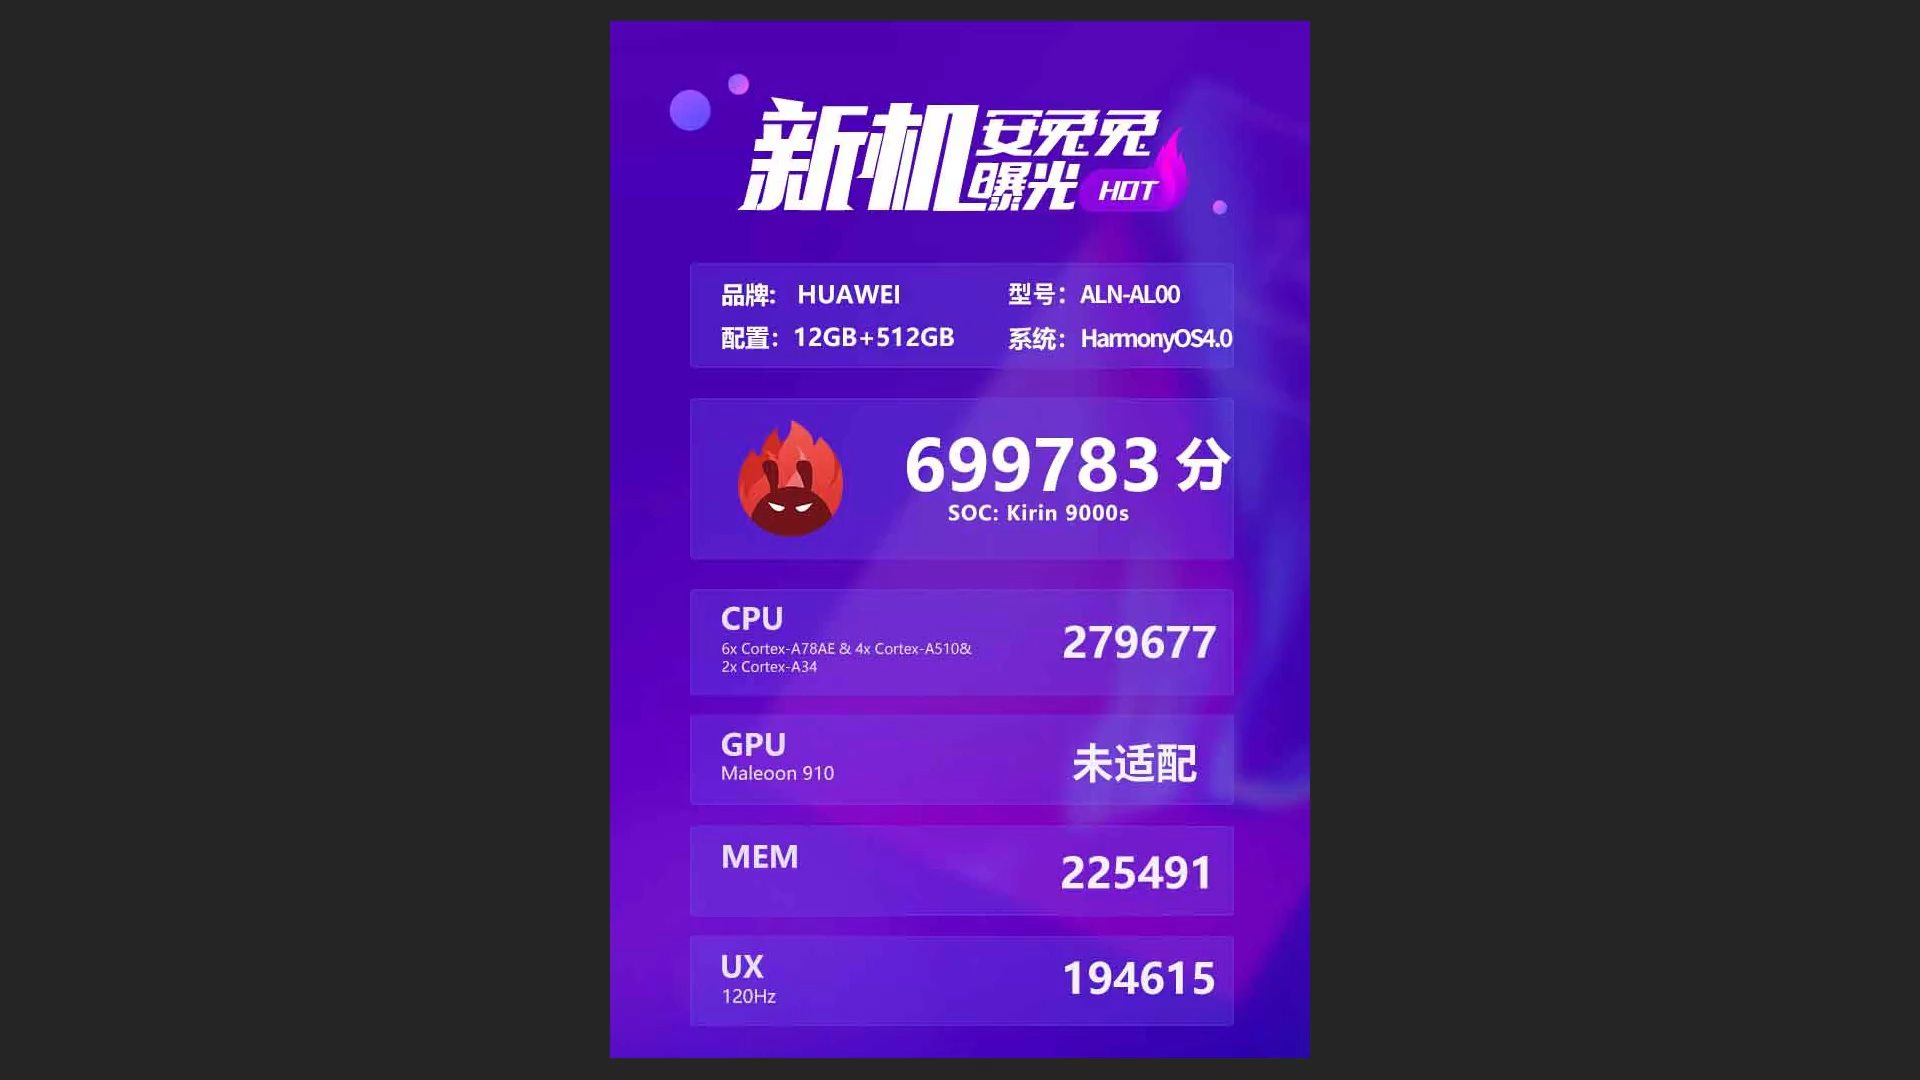 新机安兔兔
曝光 HOT
品牌: HUAWEI
型号：ALN-AL00
配置：12GB+512GB
系统：HarmonyOS4.0
699783 分
SOC: Kirin 9000s
CPU
6x Cortex-A78AE & 4x Cortex-A510&
2x Cortex-A34
279677
GPU
Maleoon 910
未适配
MEM
225491
UX
120Hz
194615